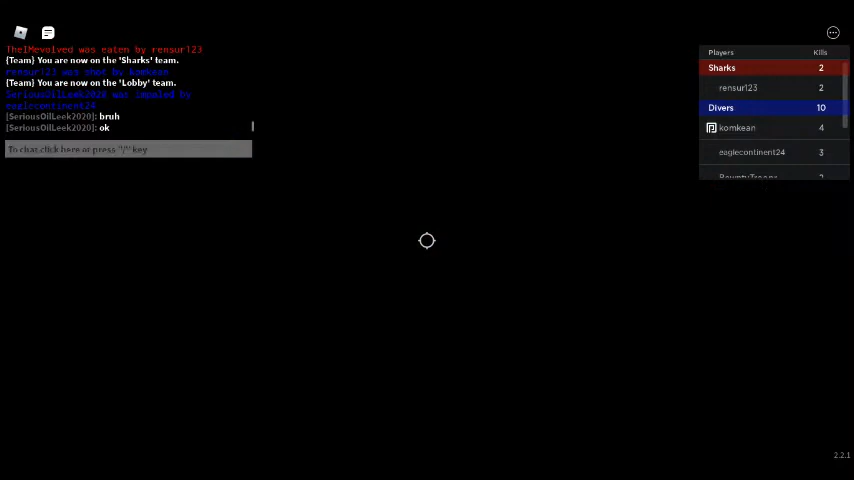 TheIMevolved was eaten by rensur123
{Team} You are now on the 'Sharks' team.
rensur123 was shot by komkean
{Team} You are now on the 'Lobby' team.
SeriousOilLeek2020 was impaled by
eaglecontinent24
[SeriousOilLeek2020]: bruh
[SeriousOilLeek2020]: ok
To chat click here or press "/" key
Players Kills
Sharks 2
rensur123 2
Divers 10
komkean 4
eaglecontinent24 3
2.2.1